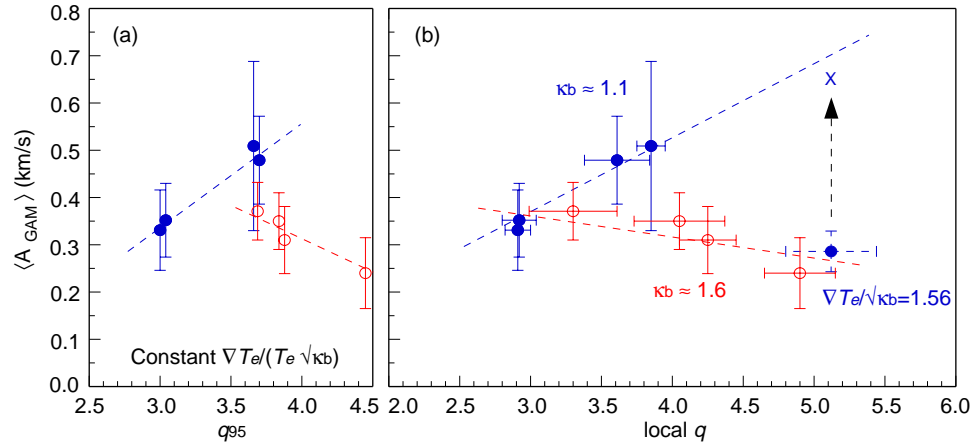 0.8
0.7
0.6
0.5
0.4
0.3
0.2
0.1
0.0
⟨A GAM ⟩ (km/s)
(a)
Constant ∇Te/(Te √κb)
2.5 3.0 3.5 4.0 4.5
q95
(b)
κb ≈ 1.1
X
κb ≈ 1.6
∇Te/√κb=1.56
2.0 2.5 3.0 3.5 4.0 4.5 5.0 5.5 6.0
local q